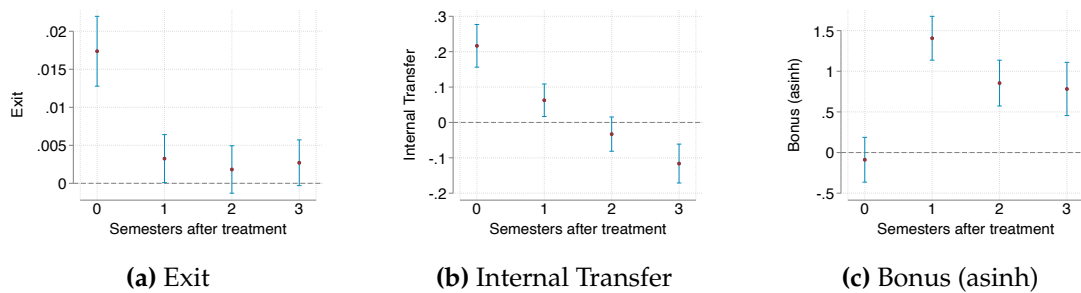 .02
.015
.01
.005
0
Exit
0 1 2 3
Semesters after treatment
(a) Exit
.3
.2
.1
0
-.1
-.2
Internal Transfer
0 1 2 3
Semesters after treatment
(b) Internal Transfer
1.5
1
.5
0
-.5
Bonus (asinh)
0 1 2 3
Semesters after treatment
(c) Bonus (asinh)